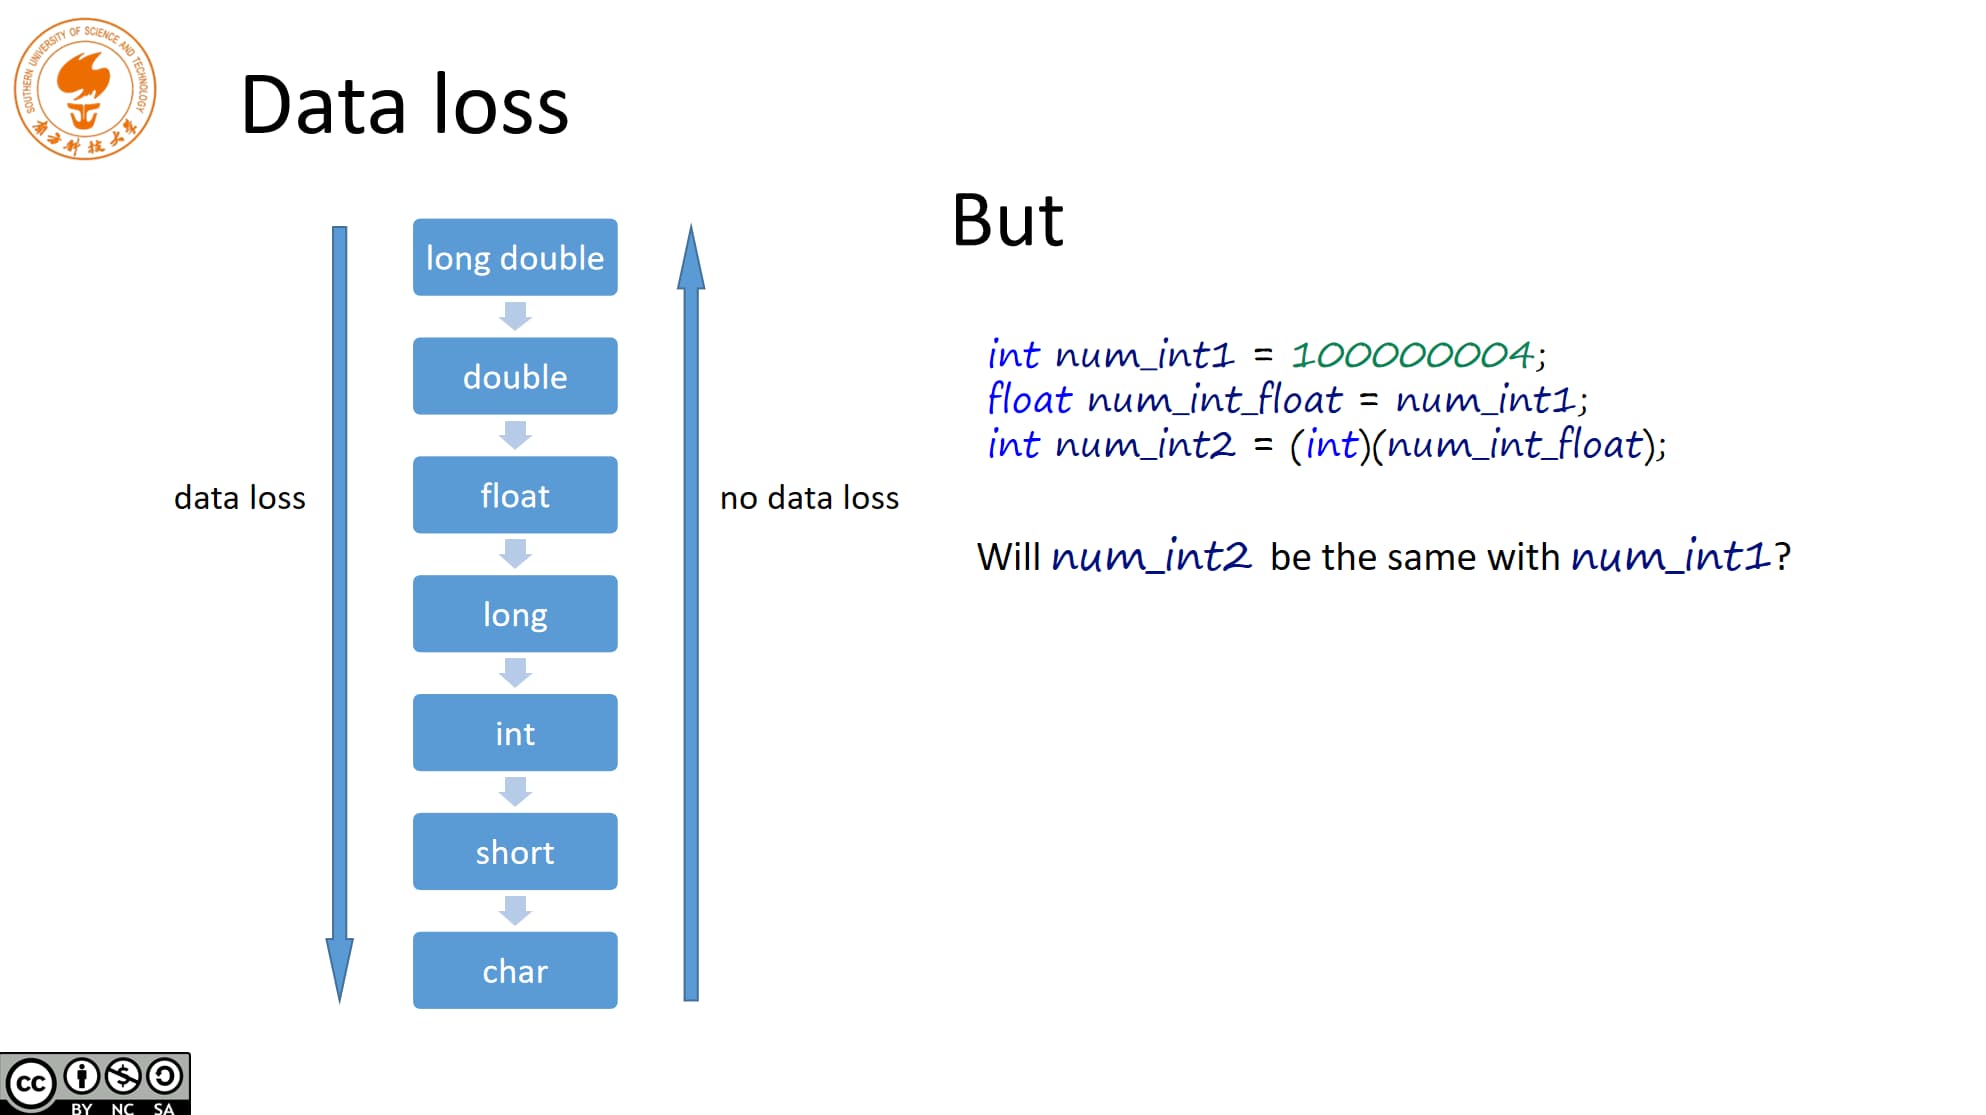 SOUTHERN UNIVERSITY OF SCIENCE AND TECHNOLOGY
南方科技大学
Data loss
long double
double
float
long
int
short
char
data loss
no data loss
But
int num_int1 = 100000004;
float num_int_float = num_int1;
int num_int2 = (int)(num_int_float);
Will num_int2 be the same with num_int1?
cc
BY NC SA